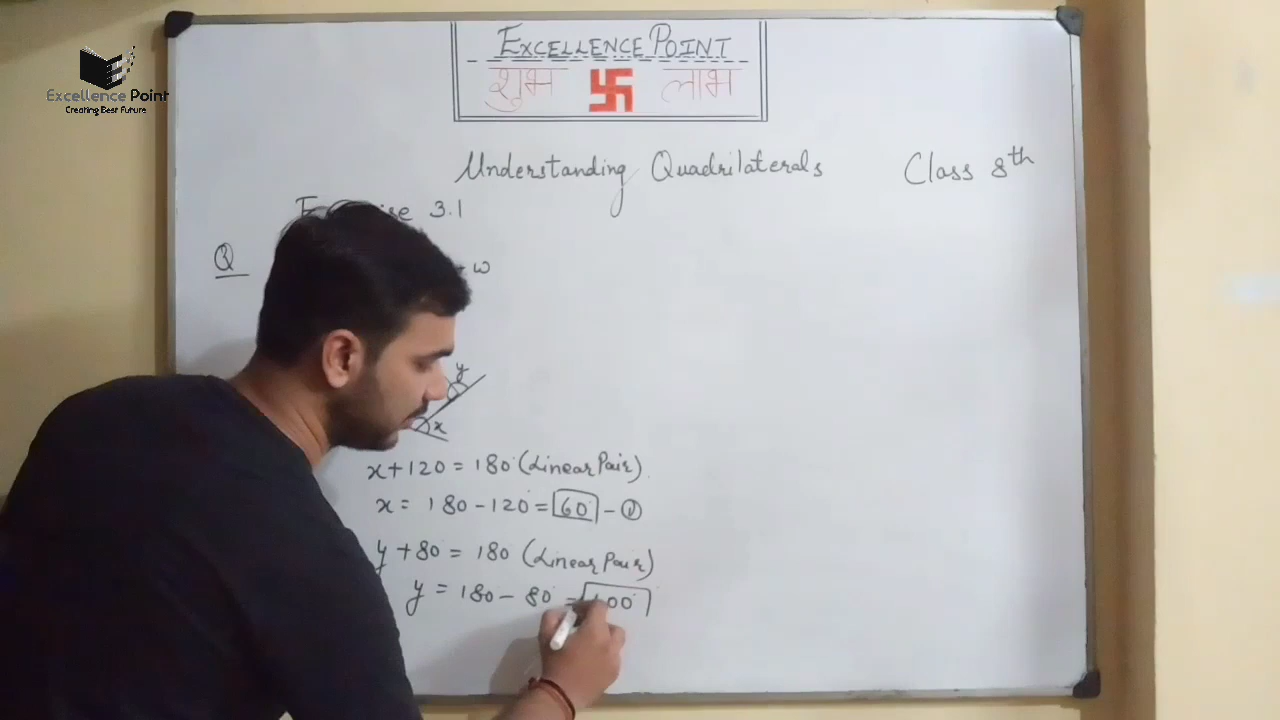 Excellence Point
Creating Best Future
EXCELLENCE POINT
शुभ 卐 लाभ
Understanding Quadrilaterals Class 8th
3.1
Q
w
y
x
x+120 = 180° (Linear Pair).
x = 180 - 120° = 60° - ①
y +80° = 180 (Linear Pair)
y = 180 - 80° = 100°